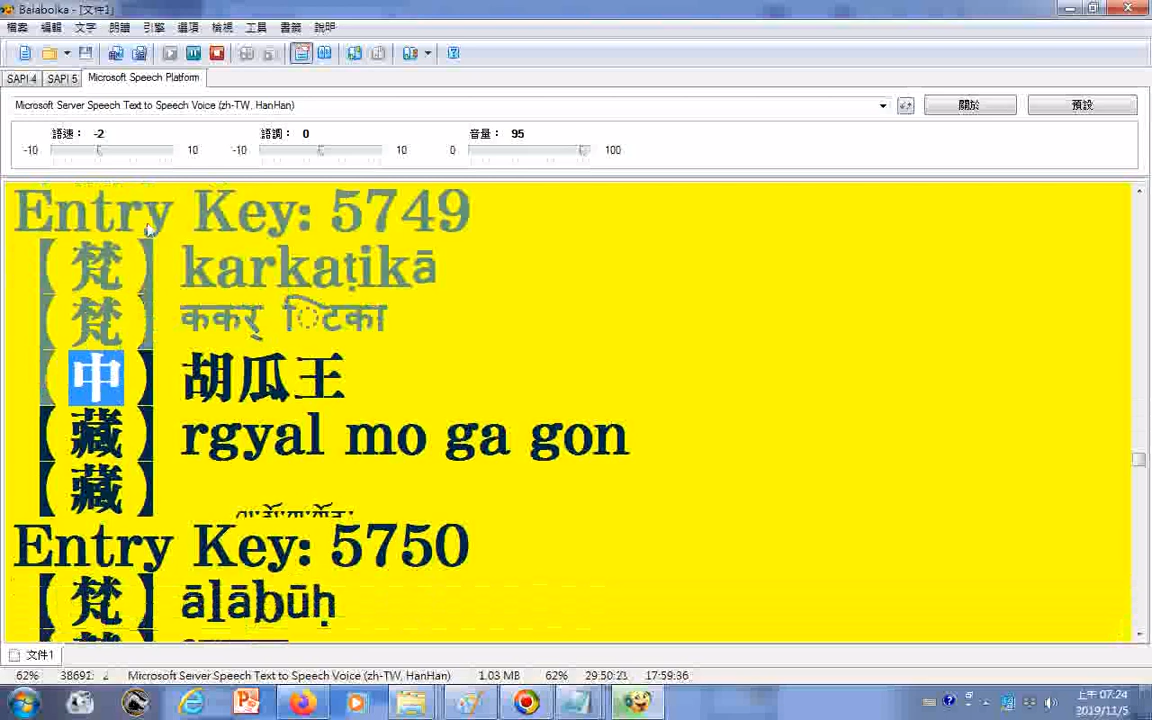 Balabolka - [文件1]
檔案 編輯 文字 朗讀 引擎 選項 檢視 工具 書籤 說明
SAPI 4 SAPI 5 Microsoft Speech Platform
Microsoft Server Speech Text to Speech Voice (zh-TW, HanHan) 關於 預設
語速： -2 語調： 0 音量： 95
-10 10 -10 10 0 100
Entry Key: 5749
【 梵 】 karkaṭikā
【 梵 】 ककर् िटका
【 中 】 胡瓜王
【 藏 】 rgyal mo ga gon
【 藏 】
Entry Key: 5750
【 梵 】 ālābūḥ
文件1
62% Microsoft Server Speech Text to Speech Voice (zh-TW, HanHan) 1.03 MB 62% 17:59:36
上午 07:24
2019/11/5